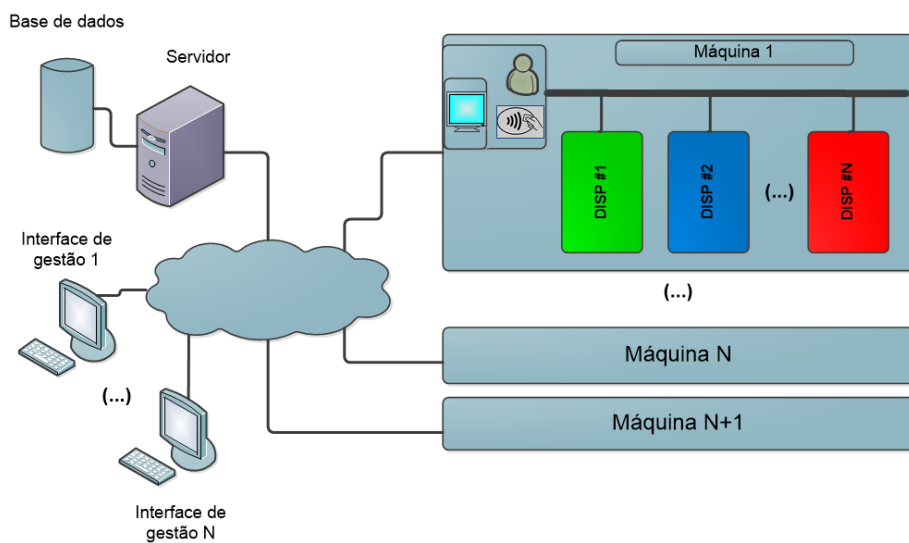 Base de dados
Servidor
Máquina 1
DISP #1
DISP #2
(...)
DISP #N
Interface de
gestão 1
(...)
Máquina N
(...)
Máquina N+1
Interface de
gestão N